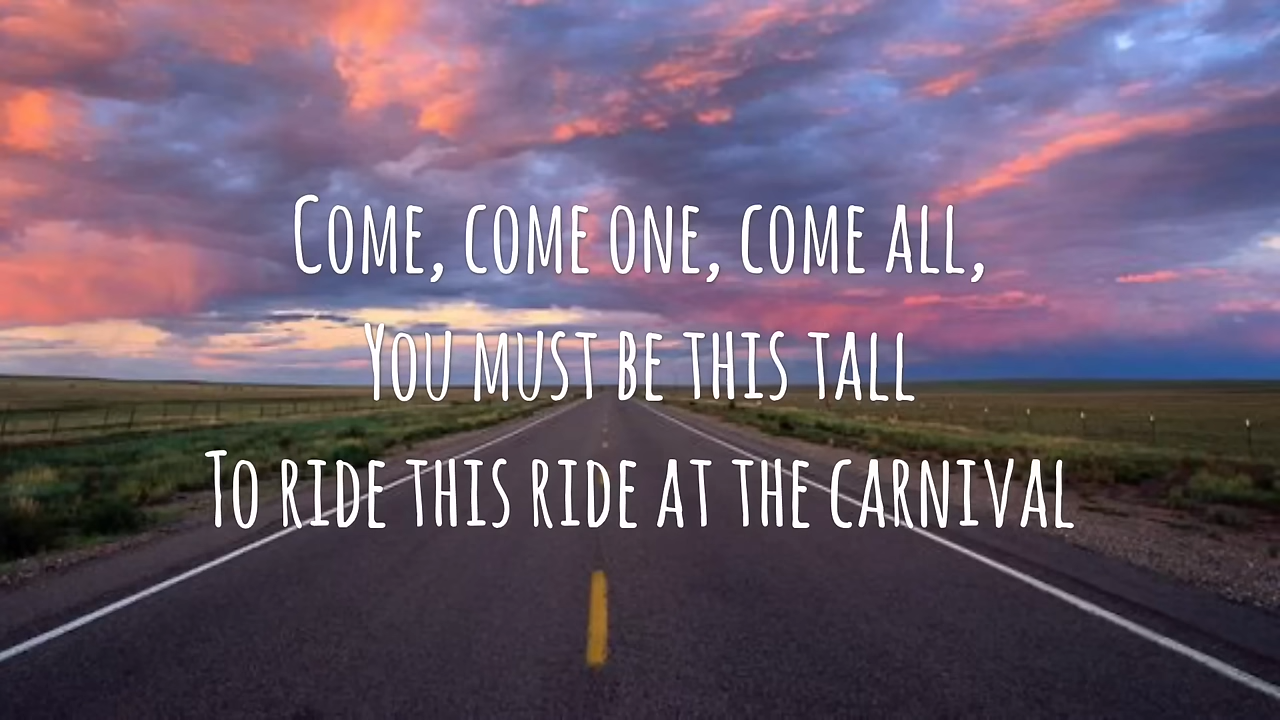 Come, come one, come all,
You must be this tall
To ride this ride at the carnival